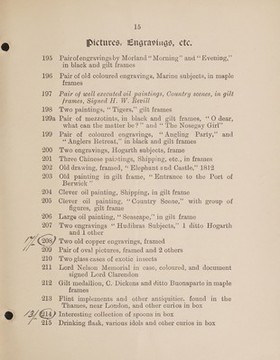 15
Pictures, Engravings, etc.
195 Pair of engravings by Morland "Morning" and "Evening,"
in black and gilt frames
196 Pair of old coloured engravings, Marine subjects, in maple
frames
197 Pair of well executed oil paintings, Country scenes, in gilt
frames, Signed H. W. Revill
198 Two paintings, "Tigers," gilt frames
199a Pair of mezzotints, in black and gilt frames, "O dear,
what can the matter be?" and "The Nosegay Girl"
199 Pair of coloured engravings, "Angling Party," and
"Anglers Retreat," in black and gilt frames
200 Two engravings, Hogarth subjects, frame
201 Three Chinese paintings, Shipping, etc., in frames
202 Old drawing, framed, "Elephant and Castle," 1812
203 Old painting in gilt frame, "Entrance to the Port of
Berwick"
204 Clever oil painting, Shipping, in gilt frame
205 Clever oil painting, "Country Scene," with group of
figures, gilt frame
206 Large oil painting, "Seascape," in gilt frame
207 Two engravings "Hudibras Subjects," 1 ditto Hogarth
and 1 other
208 Two old copper engravings, framed
209 Pair of oval pictures, framed and 2 others
210 Two glass cases of exotic insects
211 Lord Nelson Memorial in case, coloured, and document
signed Lord Clarendon
212 Gilt medallion, C. Dickens and ditto Buonaparte in maple
frames
213 Flint implements and other antiquities, found in the
Thames, near London, and other curios in box
214 Interesting collection of spoons in box
215 Drinking flask, various idols and other curios in box